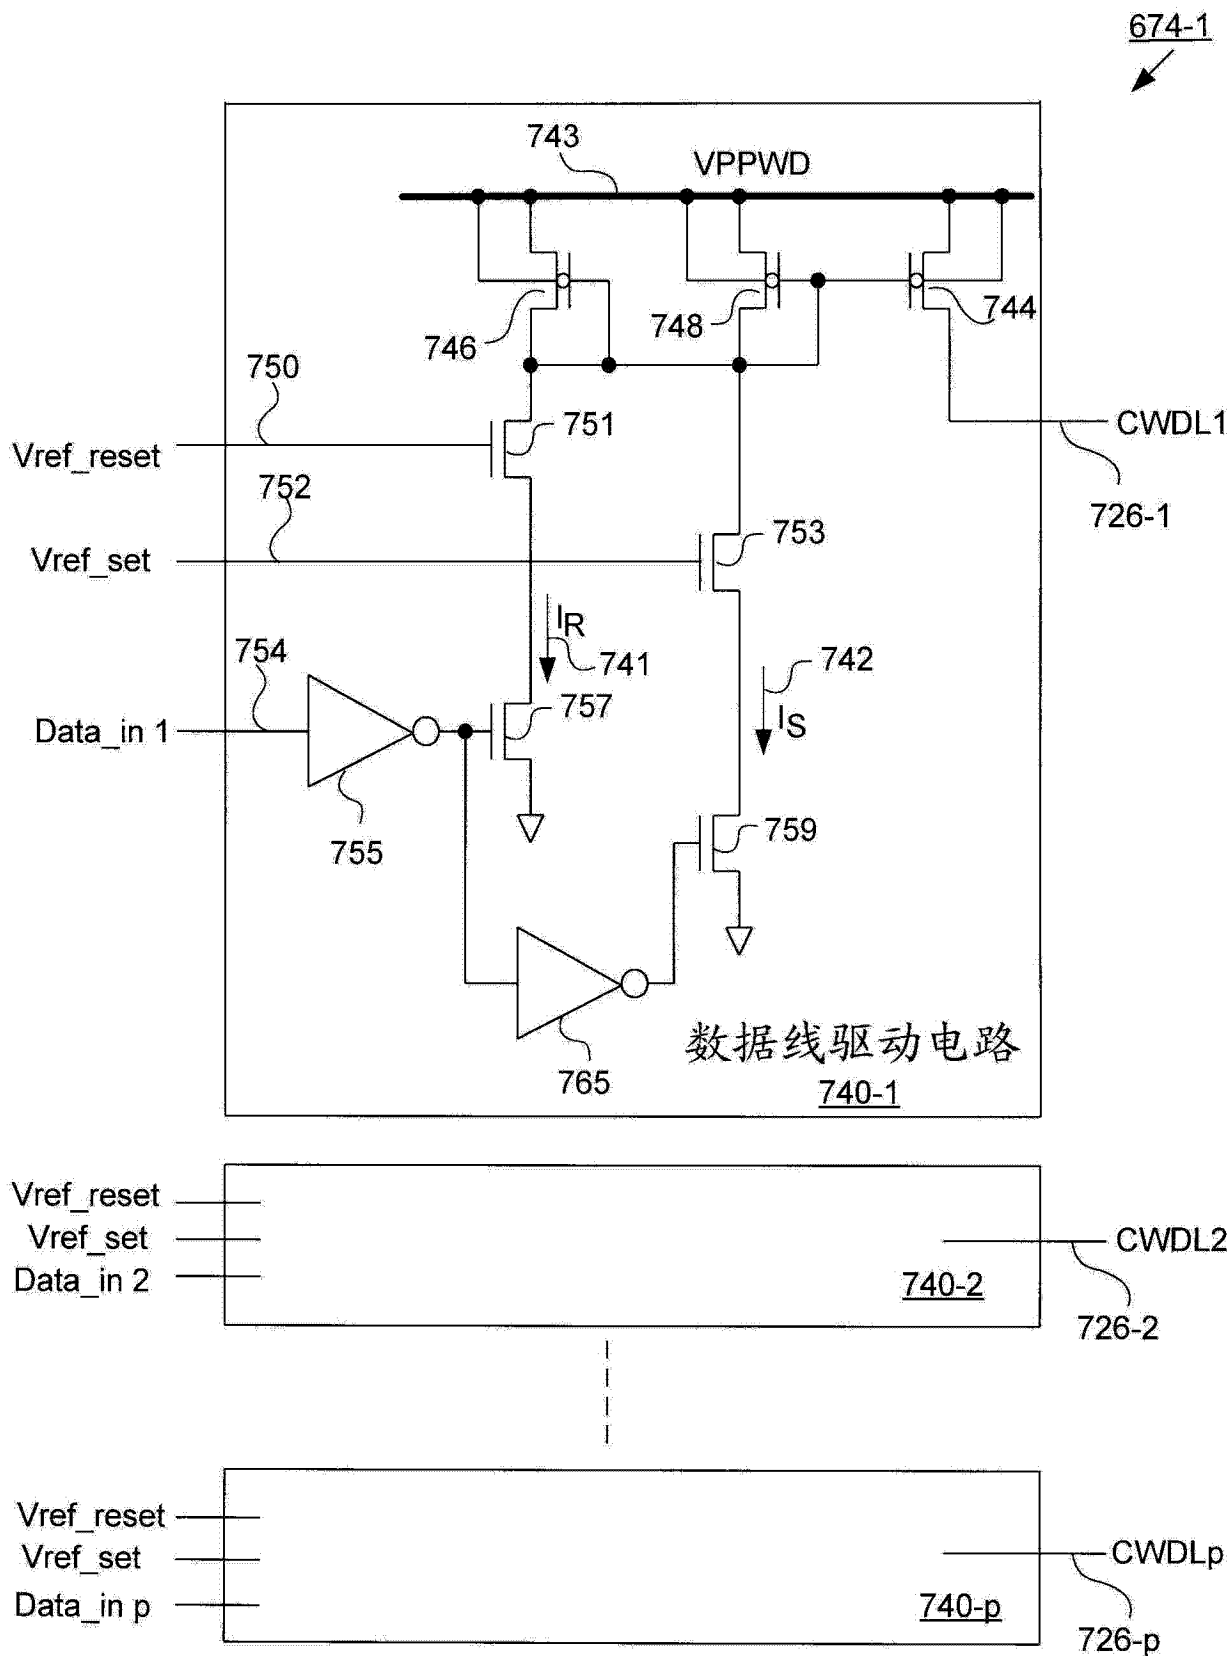 674-1
743
VPPWD
746
748
744
750
751
CWDL1
Vref_reset
752
726-1
753
Vref_set
I_R
754
741
742
757
Data_in 1
I_S
755
759
765
数据线驱动电路
740-1
Vref_reset
Vref_set
CWDL2
Data_in 2
740-2
726-2
Vref_reset
Vref_set
CWDLp
Data_in p
740-p
726-p